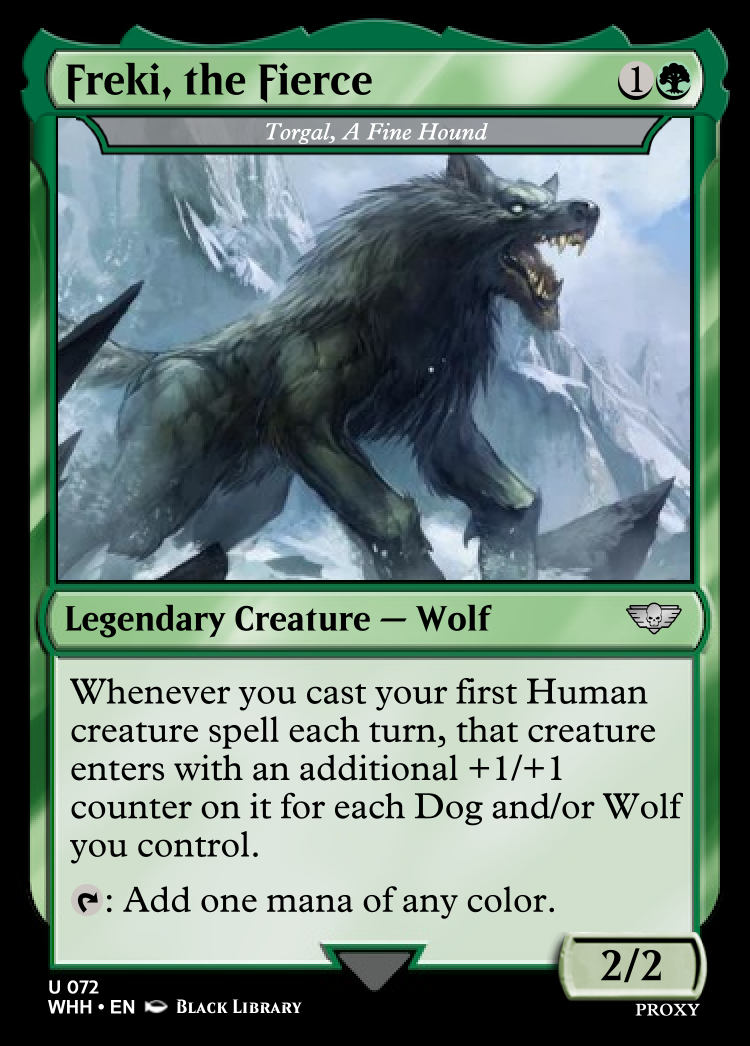 Freki, the Fierce 1
Torgal, A Fine Hound
Legendary Creature — Wolf
Whenever you cast your first Human
creature spell each turn, that creature
enters with an additional +1/+1
counter on it for each Dog and/or Wolf
you control.
: Add one mana of any color.
2/2
U 072
WHH • EN Black Library
PROXY